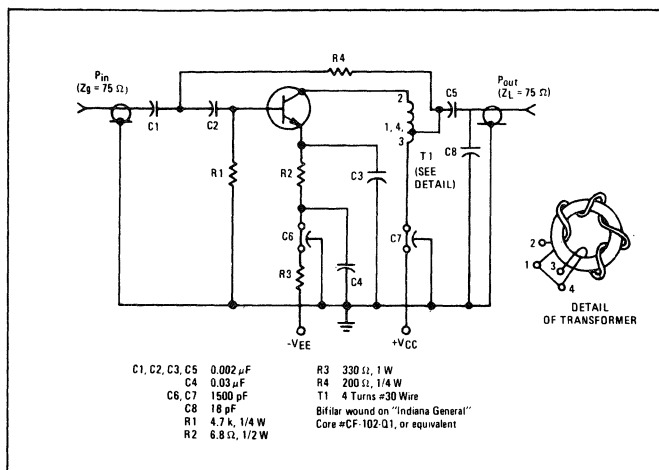 R4
Pin
(Zg = 75 Ω)
Pout
(ZL = 75 Ω)
C1
C2
2
C5
1, 4,
3
T1
(SEE
DETAIL)
C8
R1
R2
C3
C6
C7
C4
R3
2
1
3
4
-VEE
+VCC
DETAIL
OF TRANSFORMER
C1, C2, C3, C5 0.002 μF
C4 0.03 μF
C6, C7 1500 pF
C8 18 pF
R1 4.7 k, 1/4 W
R2 6.8 Ω, 1/2 W
R3 330 Ω, 1 W
R4 200 Ω, 1/4 W
T1 4 Turns #30 Wire
Bifilar wound on "Indiana General"
Core #CF-102-Q1, or equivalent